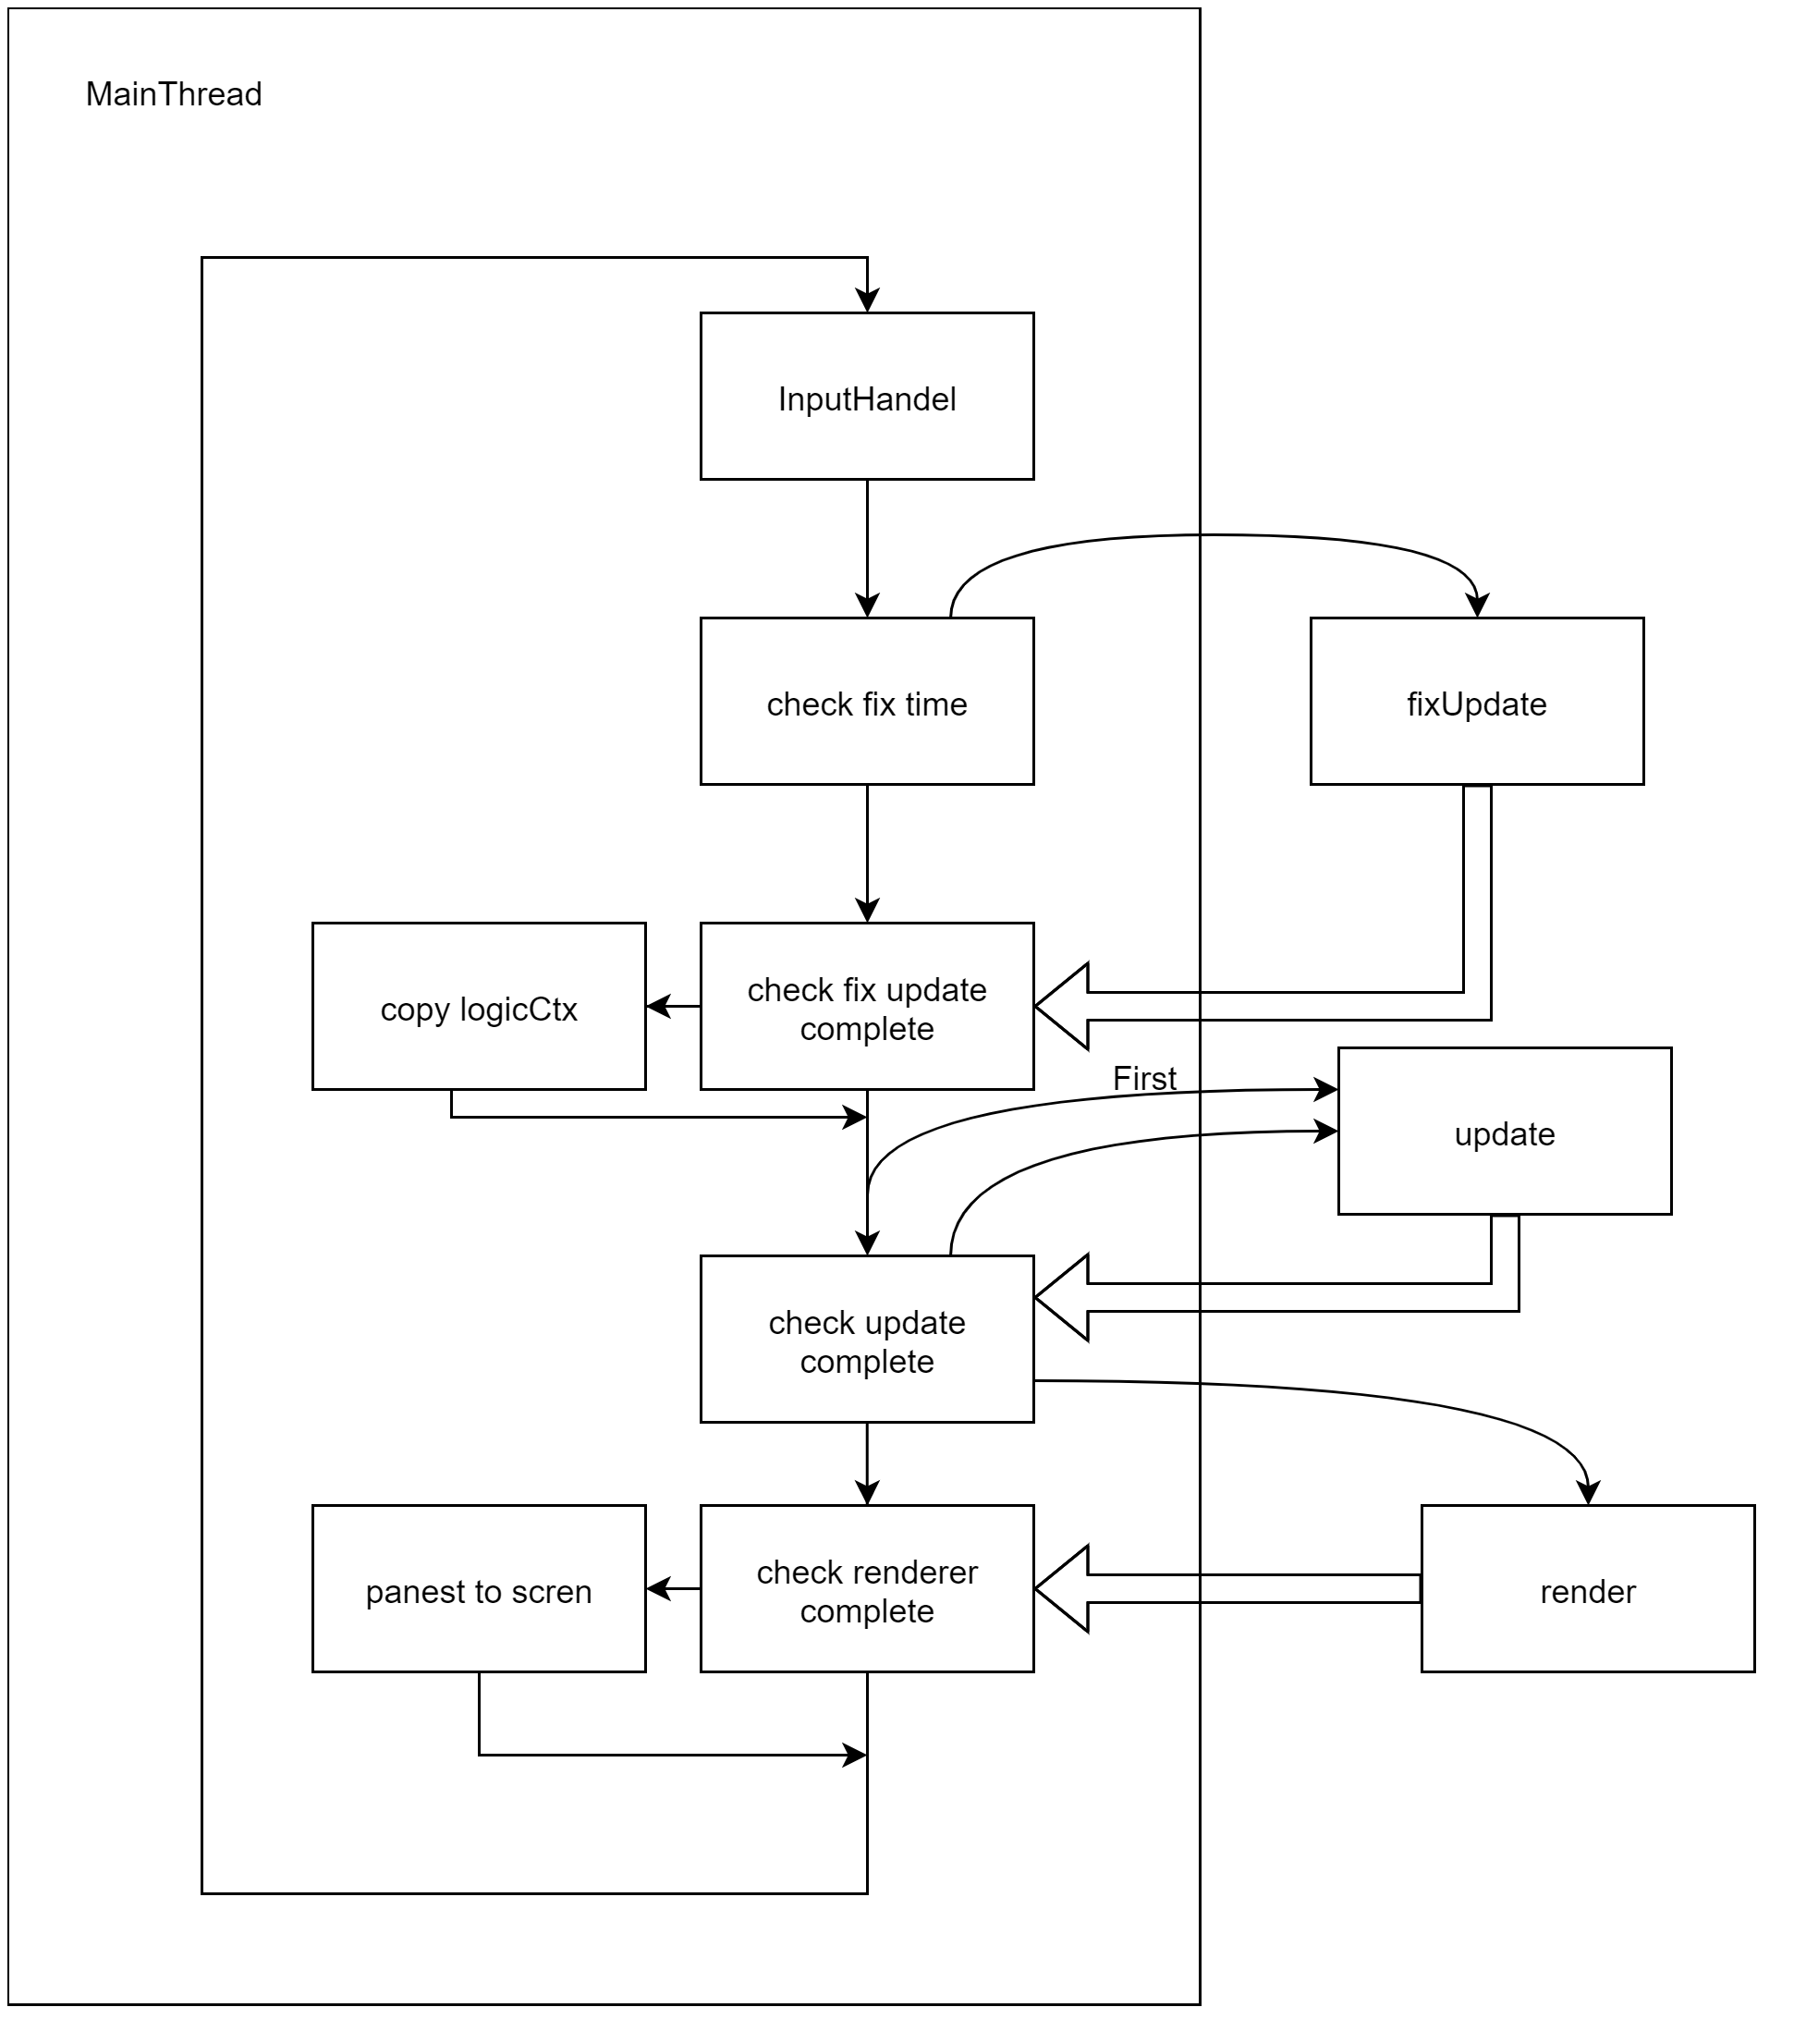 MainThread
InputHandel
check fix time
fixUpdate
copy logicCtx
check fix update
complete
First
update
check update
complete
panest to scren
check renderer
complete
render